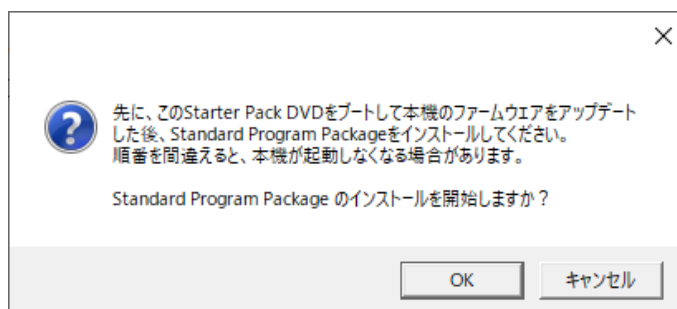 先に、このStarter Pack DVDをブートして本機のファームウェアをアップデート
した後、Standard Program Packageをインストールしてください。
順番を間違えると、本機が起動しなくなる場合があります。
Standard Program Package のインストールを開始しますか？
OK
キャンセル